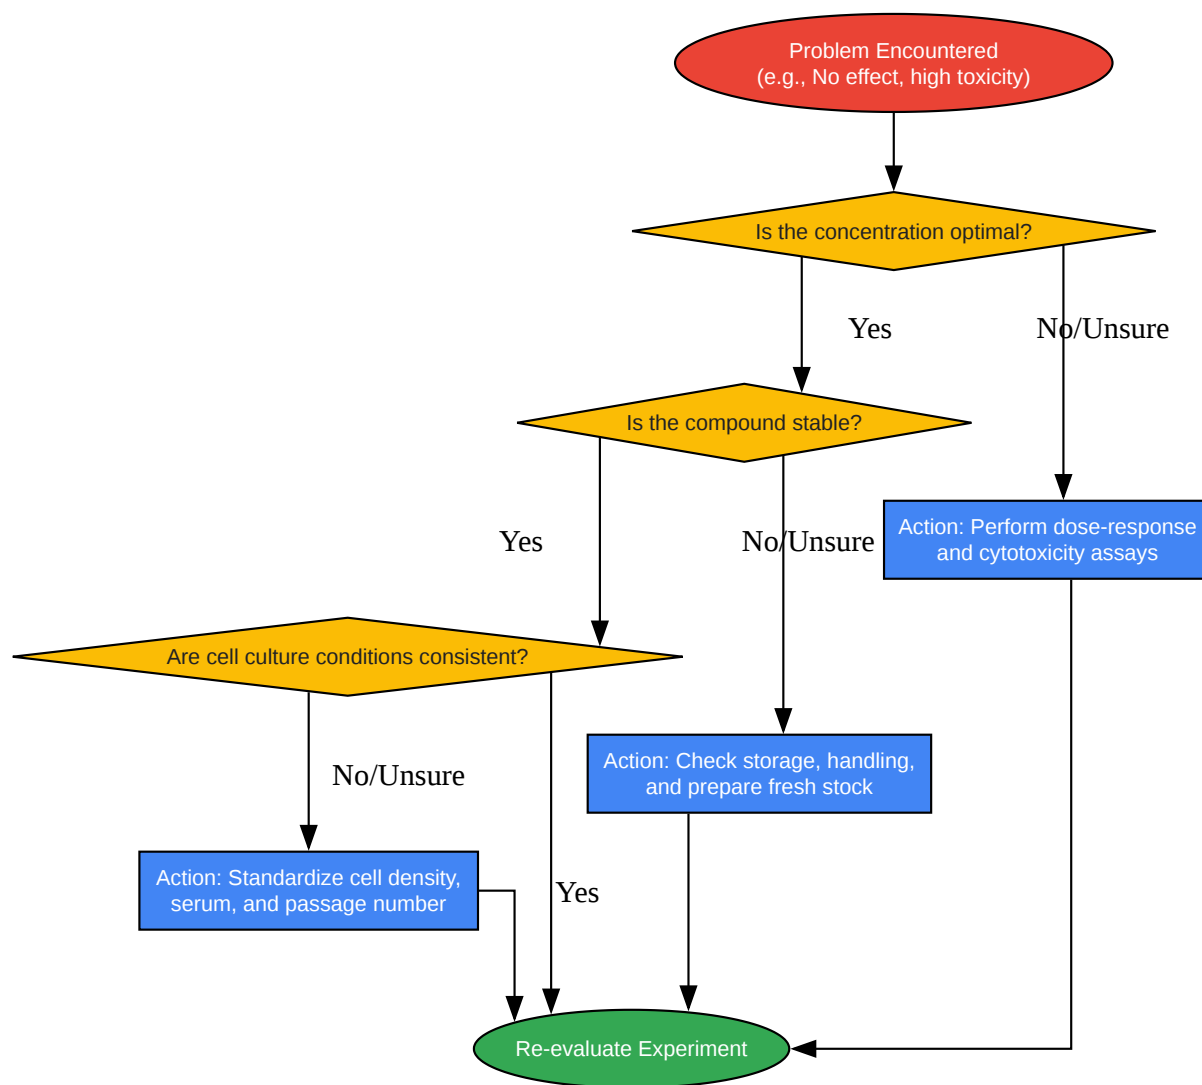 Problem Encountered
(e.g., No effect, high toxicity)
Is the concentration optimal?
Yes
No/Unsure
Is the compound stable?
Yes
No/Unsure
Action: Perform dose-response
and cytotoxicity assays
Are cell culture conditions consistent?
No/Unsure
Action: Check storage, handling,
and prepare fresh stock
Action: Standardize cell density,
serum, and passage number
Yes
Re-evaluate Experiment